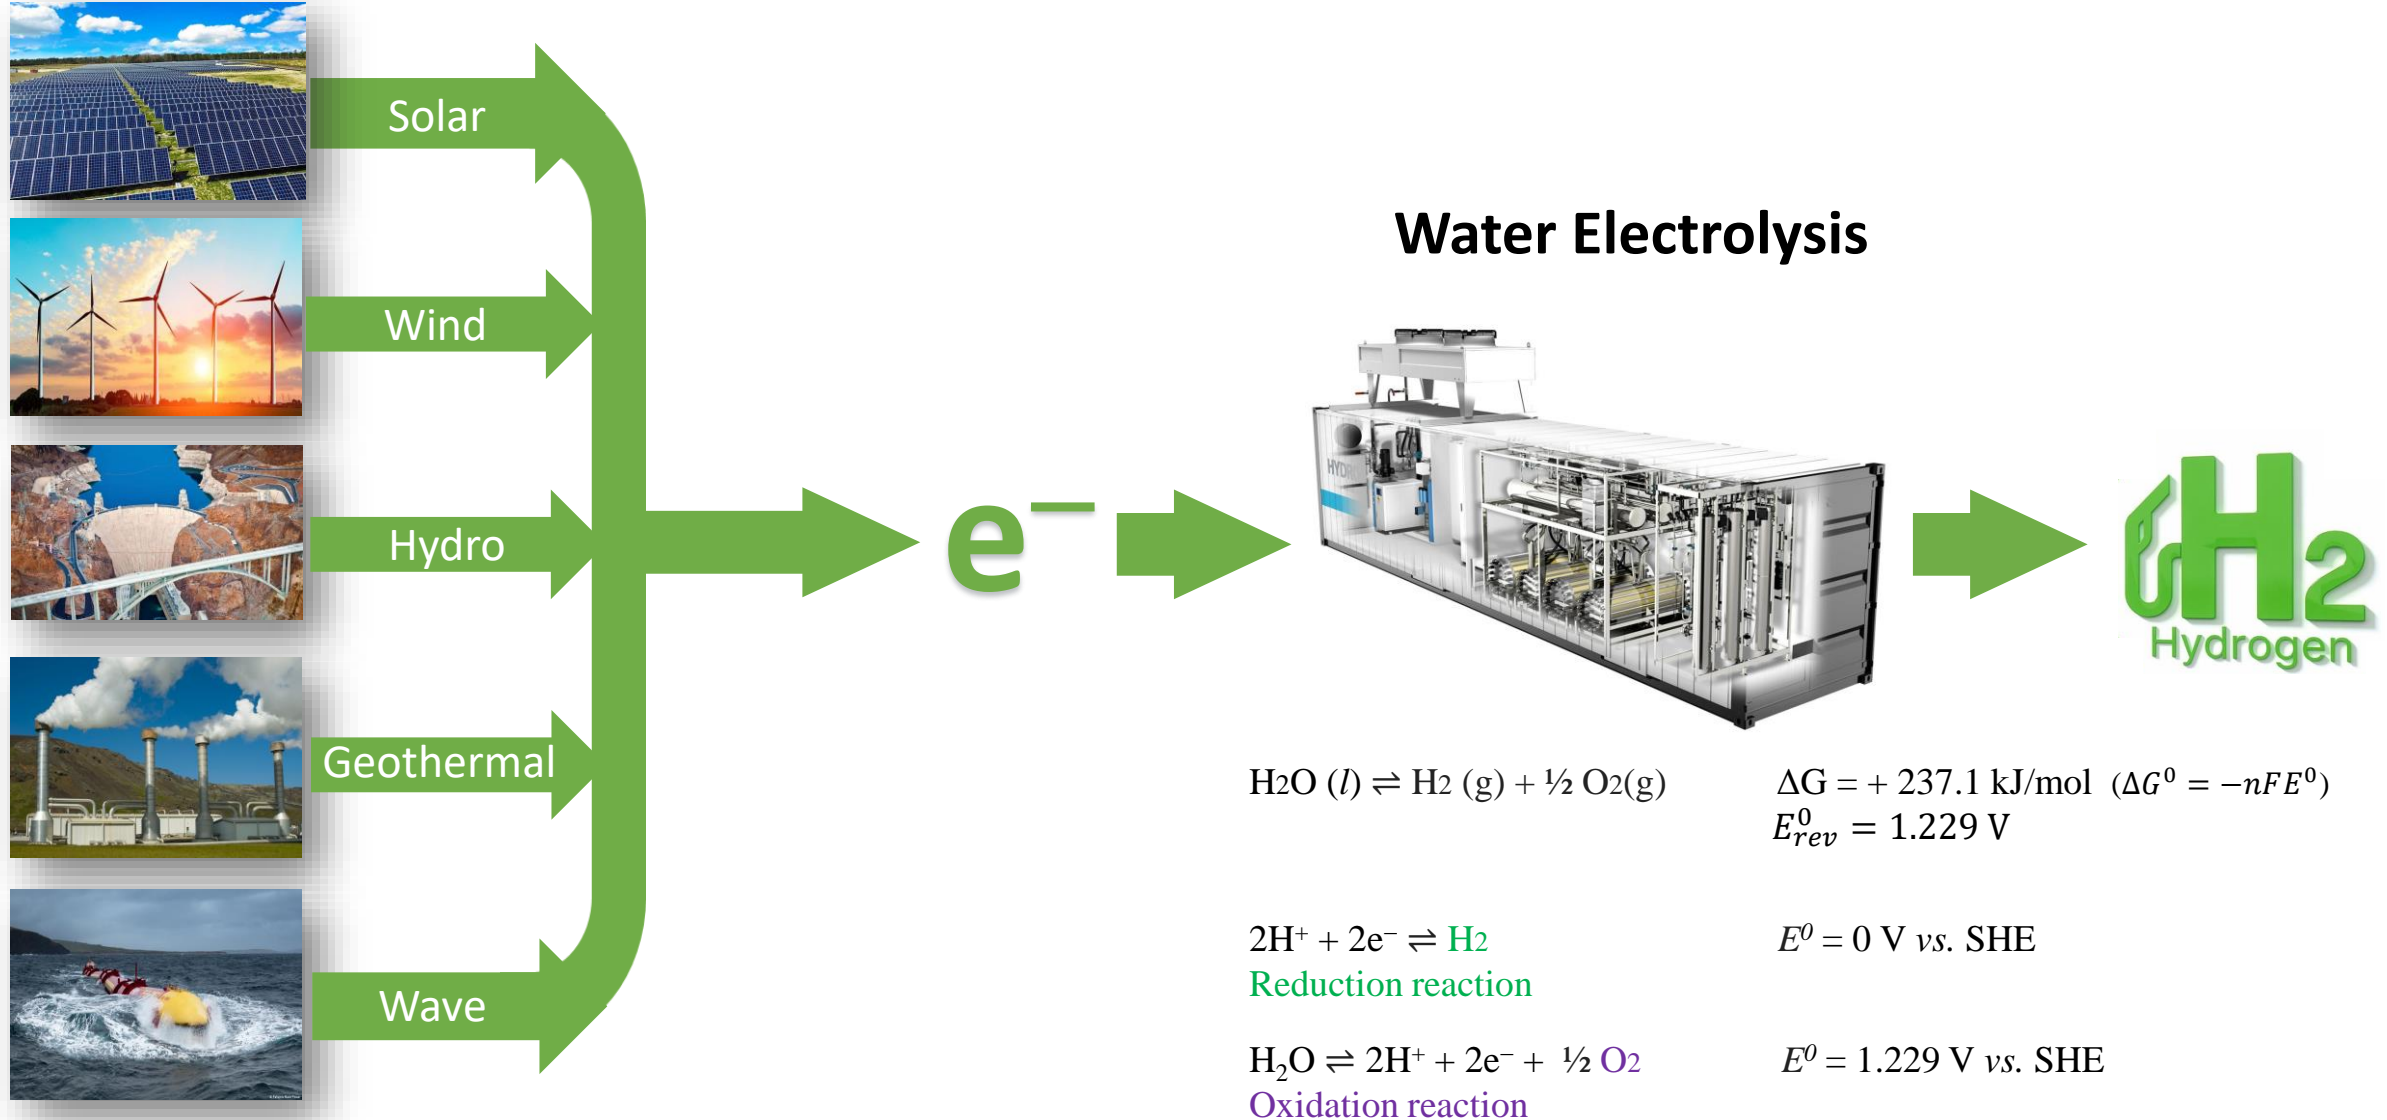 Solar
Wind
Hydro
Geothermal
Wave
e⁻
Water Electrolysis
HYDR
H2
Hydrogen
H2O (l) ⇌ H2 (g) + ½ O2(g)
ΔG = + 237.1 kJ/mol (ΔG⁰ = −nFE⁰)
E⁰rev = 1.229 V
2H⁺ + 2e⁻ ⇌ H2
E⁰ = 0 V vs. SHE
Reduction reaction
H₂O ⇌ 2H⁺ + 2e⁻ + ½ O2
E⁰ = 1.229 V vs. SHE
Oxidation reaction